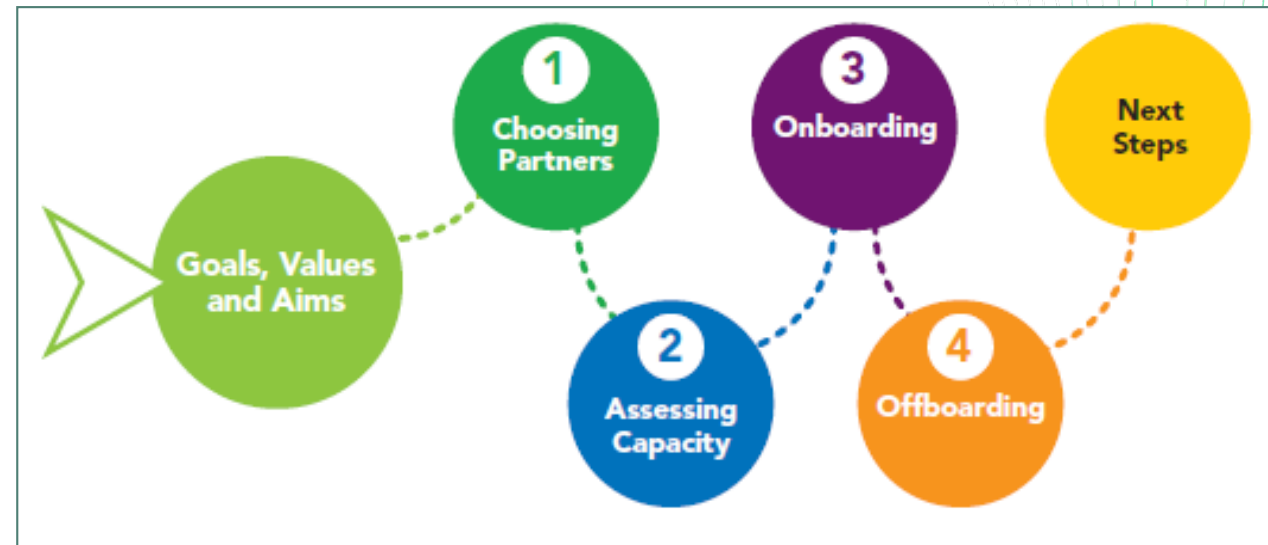 Goals, Values
and Aims
1
Choosing
Partners
2
Assessing
Capacity
3
Onboarding
4
Offboarding
Next
Steps